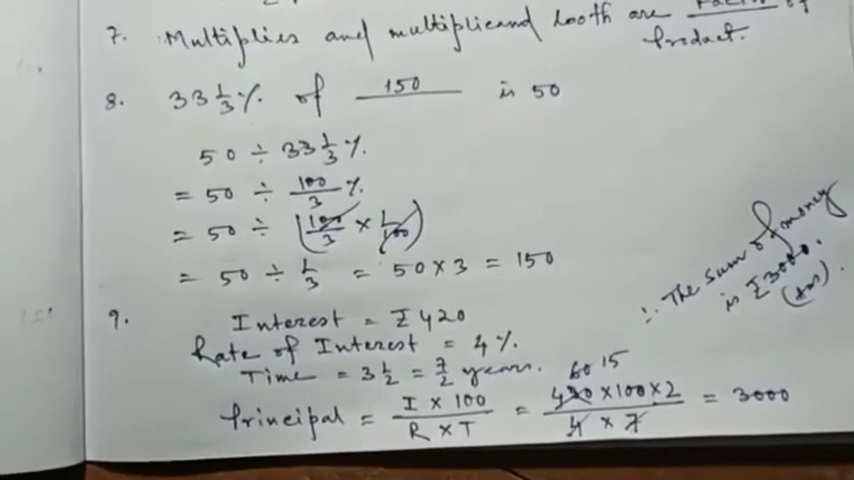 7. Multiplies and multiplicand both are Factor of
Product.
8. 33 1/3 % of 150 is 50
50 ÷ 33 1/3 %.
= 50 ÷ 100/3 %
= 50 ÷ (100/3 × 1/100)
= 50 ÷ 1/3 = 50 × 3 = 150
9. Interest = ₹420
Rate of Interest = 4%.
Time = 3 1/2 = 7/2 years.
60 15
Principal = I × 100 / R × T = 420 × 100 × 2 / 4 × 7 = 3000
∴ The sum of money
is ₹3000.
(Ans).